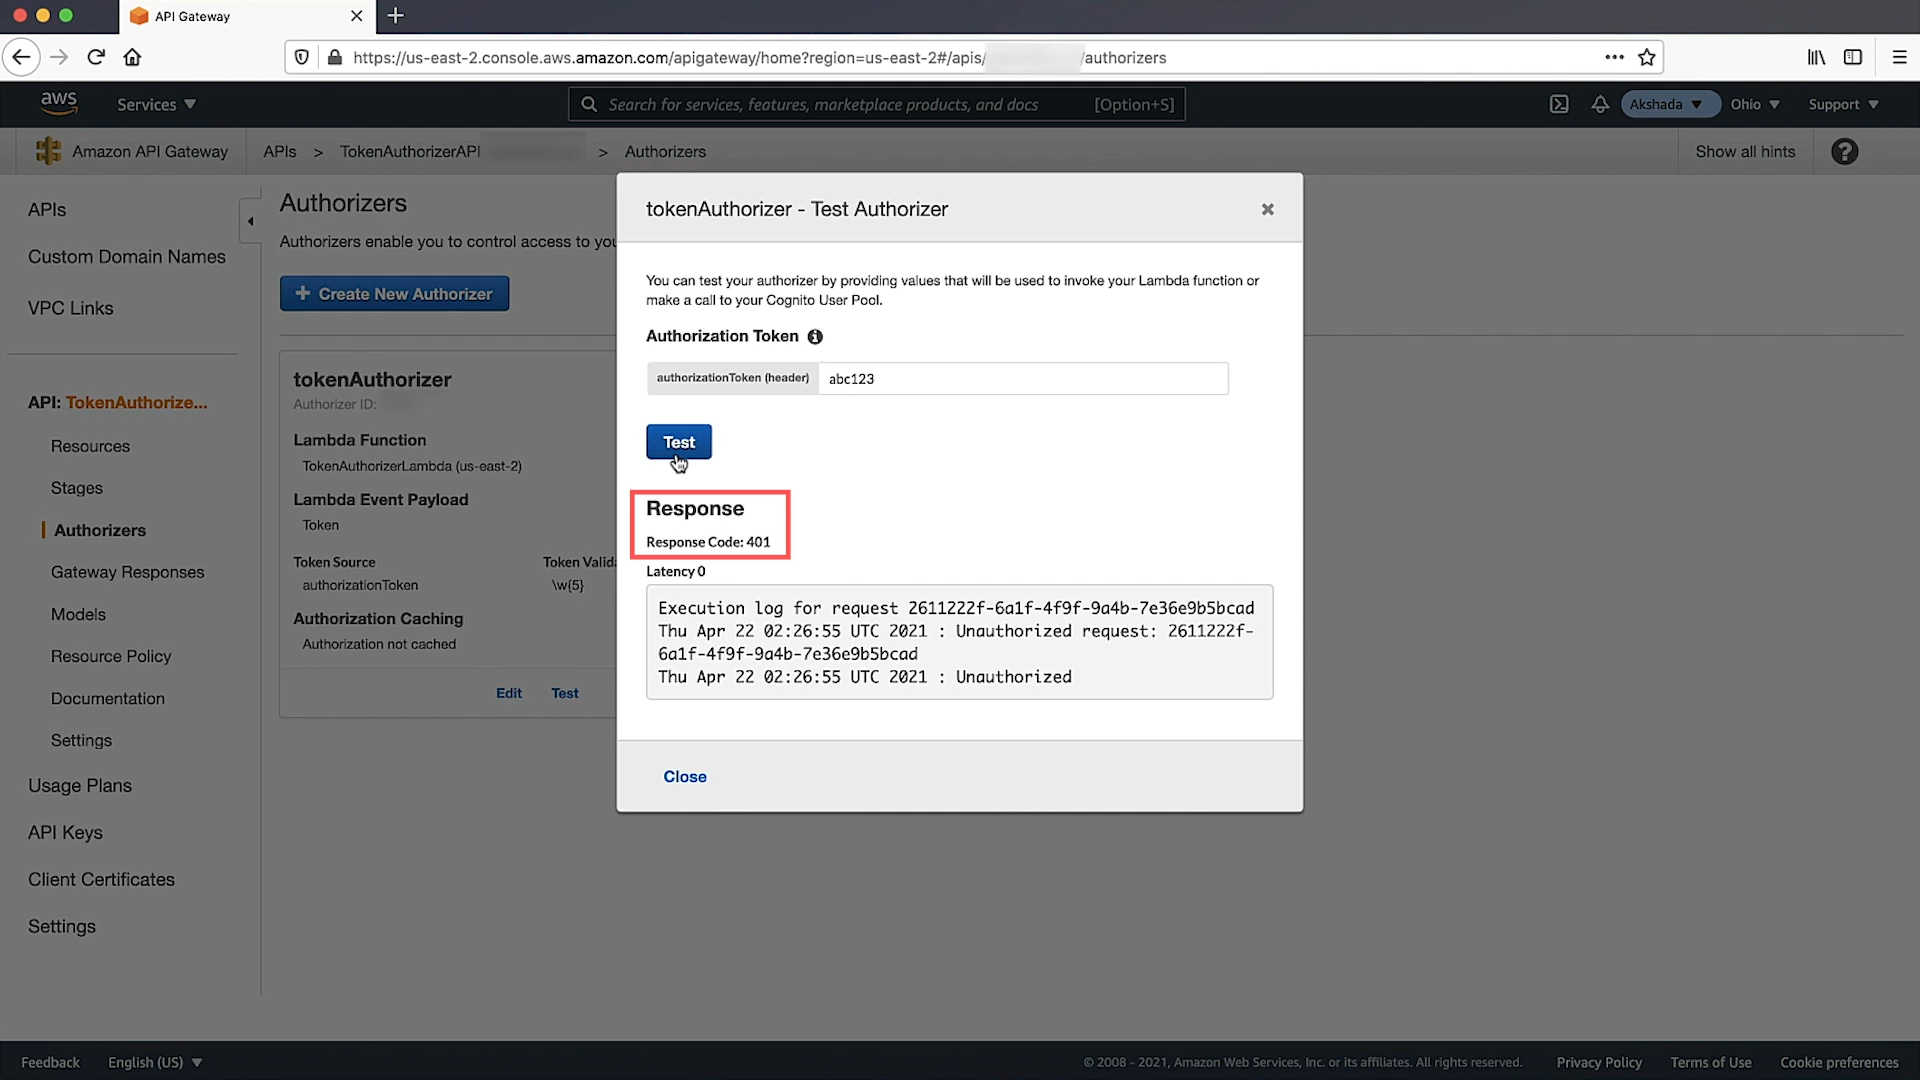 API Gateway
https://us-east-2.console.aws.amazon.com/apigateway/home?region=us-east-2#/apis/ /authorizers
aws
Services
Search for services, features, marketplace products, and docs [Option+S]
Akshada
Ohio
Support
Amazon API Gateway
APIs > TokenAuthorizerAPI > Authorizers
Show all hints
APIs
Custom Domain Names
VPC Links
API: TokenAuthorize...
Resources
Stages
Authorizers
Gateway Responses
Models
Resource Policy
Documentation
Settings
Usage Plans
API Keys
Client Certificates
Settings
Authorizers
Authorizers enable you to control access to you
+ Create New Authorizer
tokenAuthorizer
Authorizer ID:
Lambda Function
TokenAuthorizerLambda (us-east-2)
Lambda Event Payload
Token
Token Source
authorizationToken
Token Valida
\w{5}
Authorization Caching
Authorization not cached
Edit Test
tokenAuthorizer - Test Authorizer
You can test your authorizer by providing values that will be used to invoke your Lambda function or
make a call to your Cognito User Pool.
Authorization Token
authorizationToken (header) abc123
Test
Response
Response Code: 401
Latency 0
Execution log for request 2611222f-6a1f-4f9f-9a4b-7e36e9b5bcad
Thu Apr 22 02:26:55 UTC 2021 : Unauthorized request: 2611222f-
6a1f-4f9f-9a4b-7e36e9b5bcad
Thu Apr 22 02:26:55 UTC 2021 : Unauthorized
Close
Feedback
English (US)
© 2008 - 2021, Amazon Web Services, Inc. or its affiliates. All rights reserved.
Privacy Policy
Terms of Use
Cookie preferences